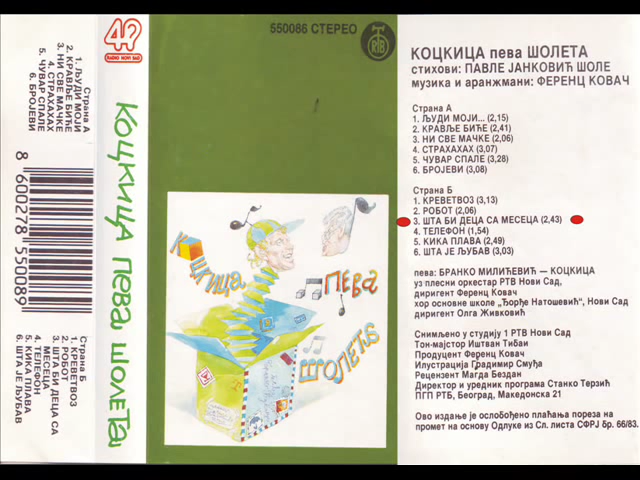 42
RADIO NOVI SAD
Страна А
1. ЉУДИ МОЈИ
2. КРАВЉЕ БИЋЕ
3. НИ СВЕ МАЧКЕ
4. СТРАХАХАХ
5. ЧУВАР СПАЛЕ
6. БРОЈЕВИ
8 600278 550089
Страна Б
1. КРЕВЕТВОЗ
2. РОБОТ
3. ШТА БИ ДЕЦА СА
МЕСЕЦА
4. ТЕЛЕФОН
5. КИКА ПЛАВА
6. ШТА ЈЕ ЉУБАВ
КОЦКИЦА ПЕВА ШОЛЕТА
550086 СТЕРЕО
RTB
КОЦКИЦА
ПЕВА
ШОЛЕТА
КОЦКИЦА пева ШОЛЕТА
стихови: ПАВЛЕ ЈАНКОВИЋ ШОЛЕ
музика и аранжмани: ФЕРЕНЦ КОВАЧ
Страна А
1. ЉУДИ МОЈИ... (2,15)
2. КРАВЉЕ БИЋЕ (2,41)
3. НИ СВЕ МАЧКЕ (2,06)
4. СТРАХАХАХ (3,07)
5. ЧУВАР СПАЛЕ (3,28)
6. БРОЈЕВИ (3,08)
Страна Б
1. КРЕВЕТВОЗ (3,13)
2. РОБОТ (2,06)
3. ШТА БИ ДЕЦА СА МЕСЕЦА (2,43)
4. ТЕЛЕФОН (1,54)
5. КИКА ПЛАВА (2,49)
6. ШТА ЈЕ ЉУБАВ (3,03)
пева: БРАНКО МИЛИЋЕВИЋ — КОЦКИЦА
уз плесни оркестар РТВ Нови Сад,
диригент Ференц Ковач
хор основне школе „Ђорђе Натошевић“, Нови Сад
диригент Олга Живковић
Снимљено у студију 1 РТВ Нови Сад
Тон-мајстор Иштван Тибаи
Продуцент Ференц Ковач
Илустрација Градимир Смуђа
Рецензент Магда Бездан
Директор и уредник програма Станко Терзић
ПГП РТБ, Београд, Македонска 21
Ово издање је ослобођено плаћања пореза на
промет на основу Одлуке из Сл. листа СФРЈ бр. 66/83.